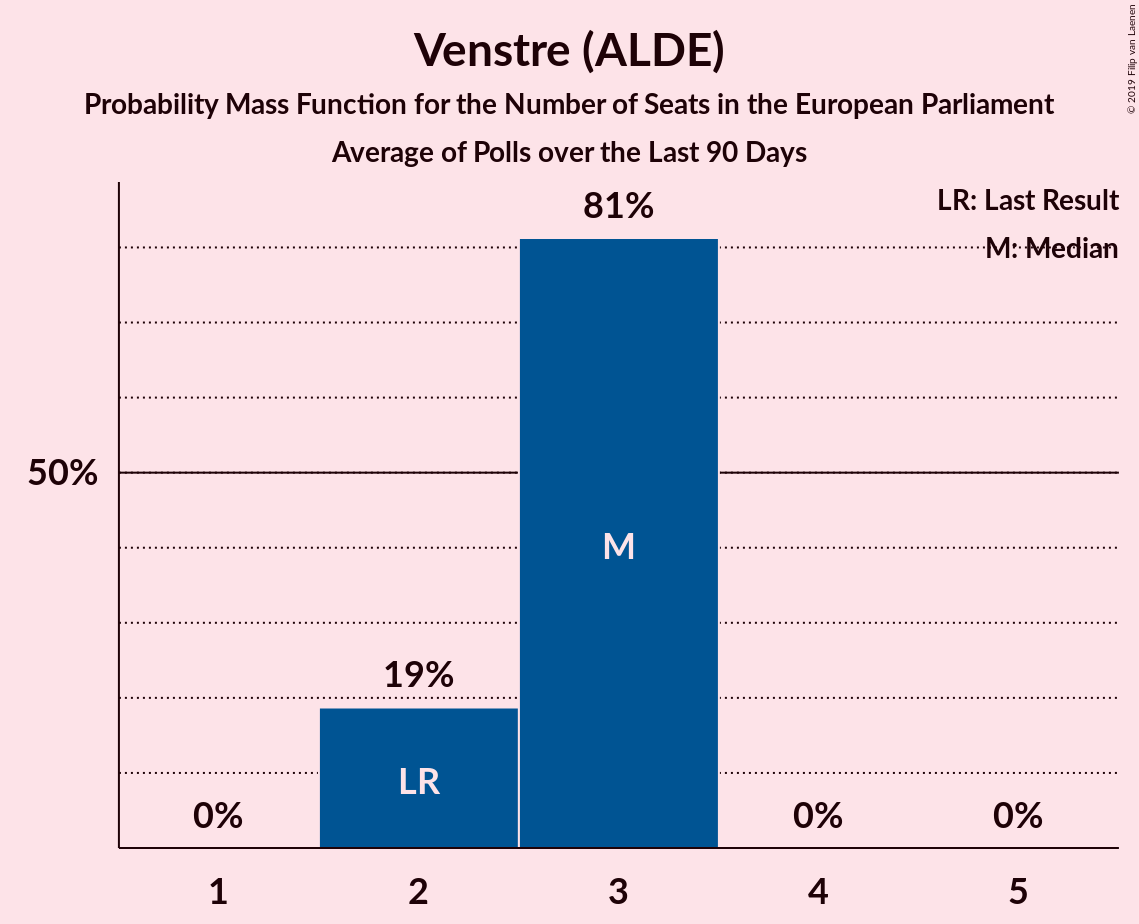 Venstre (ALDE)
Probability Mass Function for the Number of Seats in the European Parliament
Average of Polls over the Last 90 Days
© 2019 Filip van Laenen
LR: Last Result
M: Median
81%
50%
M
19%
LR
0%
0%
0%
1
2
3
4
5